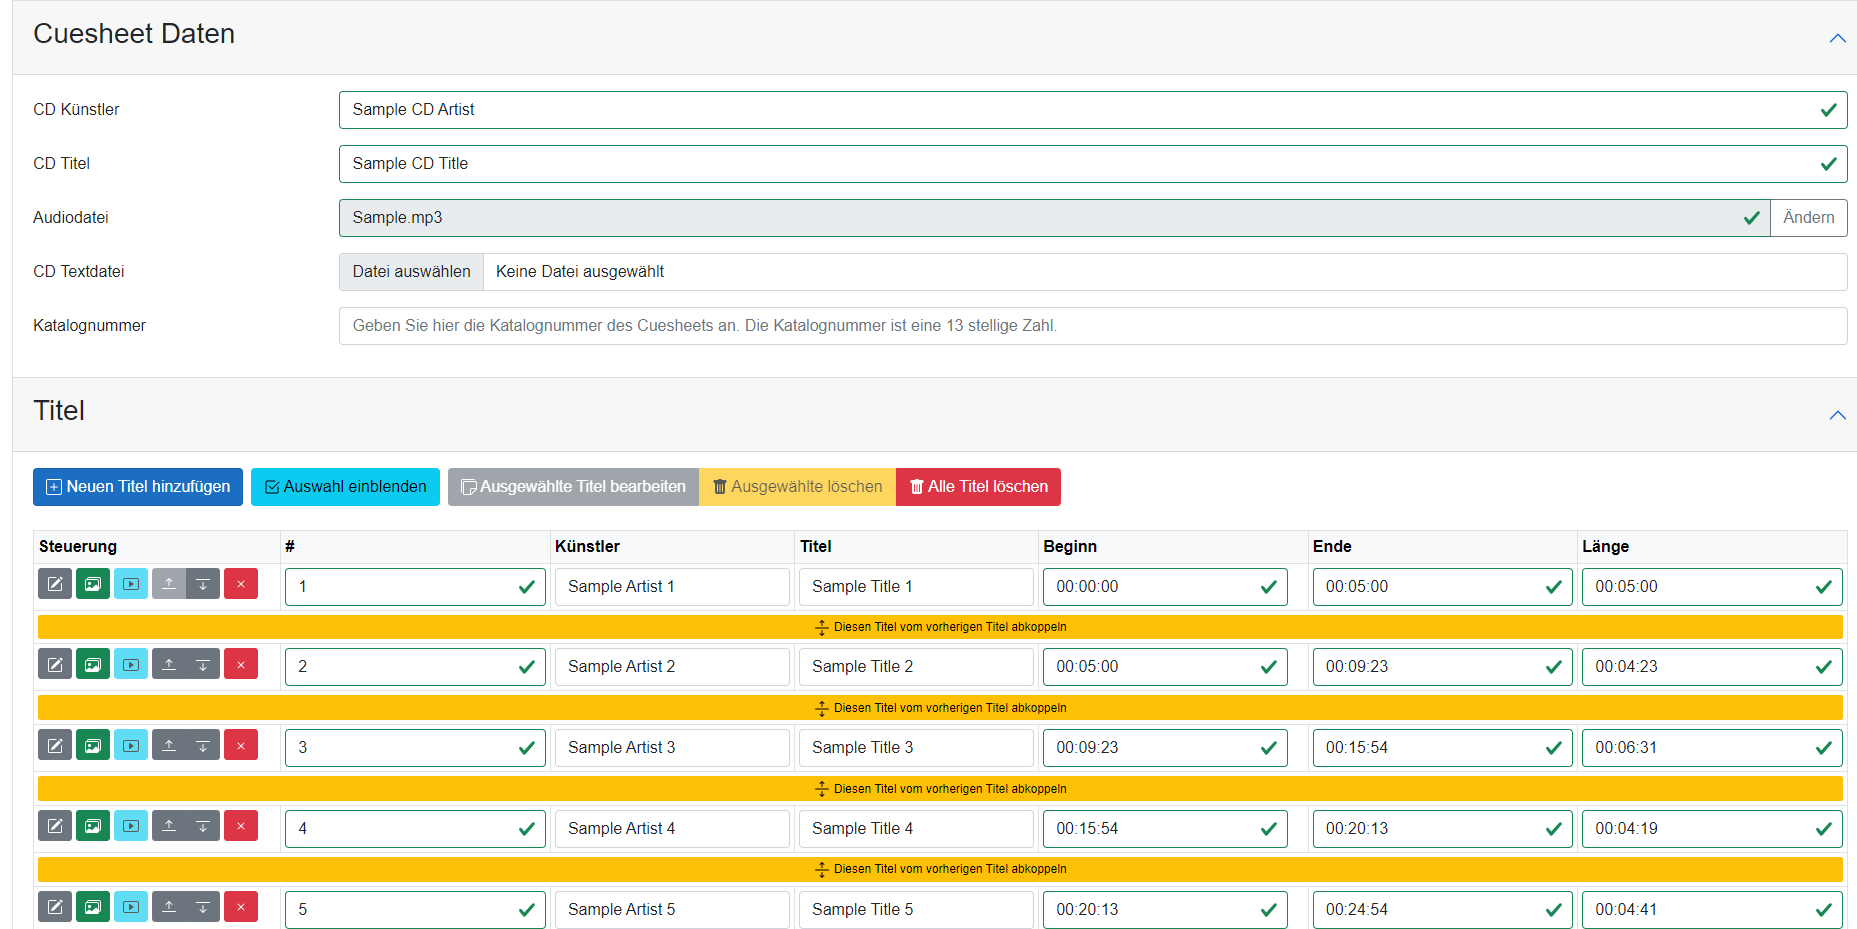 Cuesheet Daten
CD Künstler Sample CD Artist
CD Titel Sample CD Title
Audiodatei Sample.mp3 Ändern
CD Textdatei Datei auswählen Keine Datei ausgewählt
Katalognummer Geben Sie hier die Katalognummer des Cuesheets an. Die Katalognummer ist eine 13 stellige Zahl.
Titel
Neuen Titel hinzufügen Auswahl einblenden Ausgewählte Titel bearbeiten Ausgewählte löschen Alle Titel löschen
Steuerung # Künstler Titel Beginn Ende Länge
1 Sample Artist 1 Sample Title 1 00:00:00 00:05:00 00:05:00
Diesen Titel vom vorherigen Titel abkoppeln
2 Sample Artist 2 Sample Title 2 00:05:00 00:09:23 00:04:23
Diesen Titel vom vorherigen Titel abkoppeln
3 Sample Artist 3 Sample Title 3 00:09:23 00:15:54 00:06:31
Diesen Titel vom vorherigen Titel abkoppeln
4 Sample Artist 4 Sample Title 4 00:15:54 00:20:13 00:04:19
Diesen Titel vom vorherigen Titel abkoppeln
5 Sample Artist 5 Sample Title 5 00:20:13 00:24:54 00:04:41